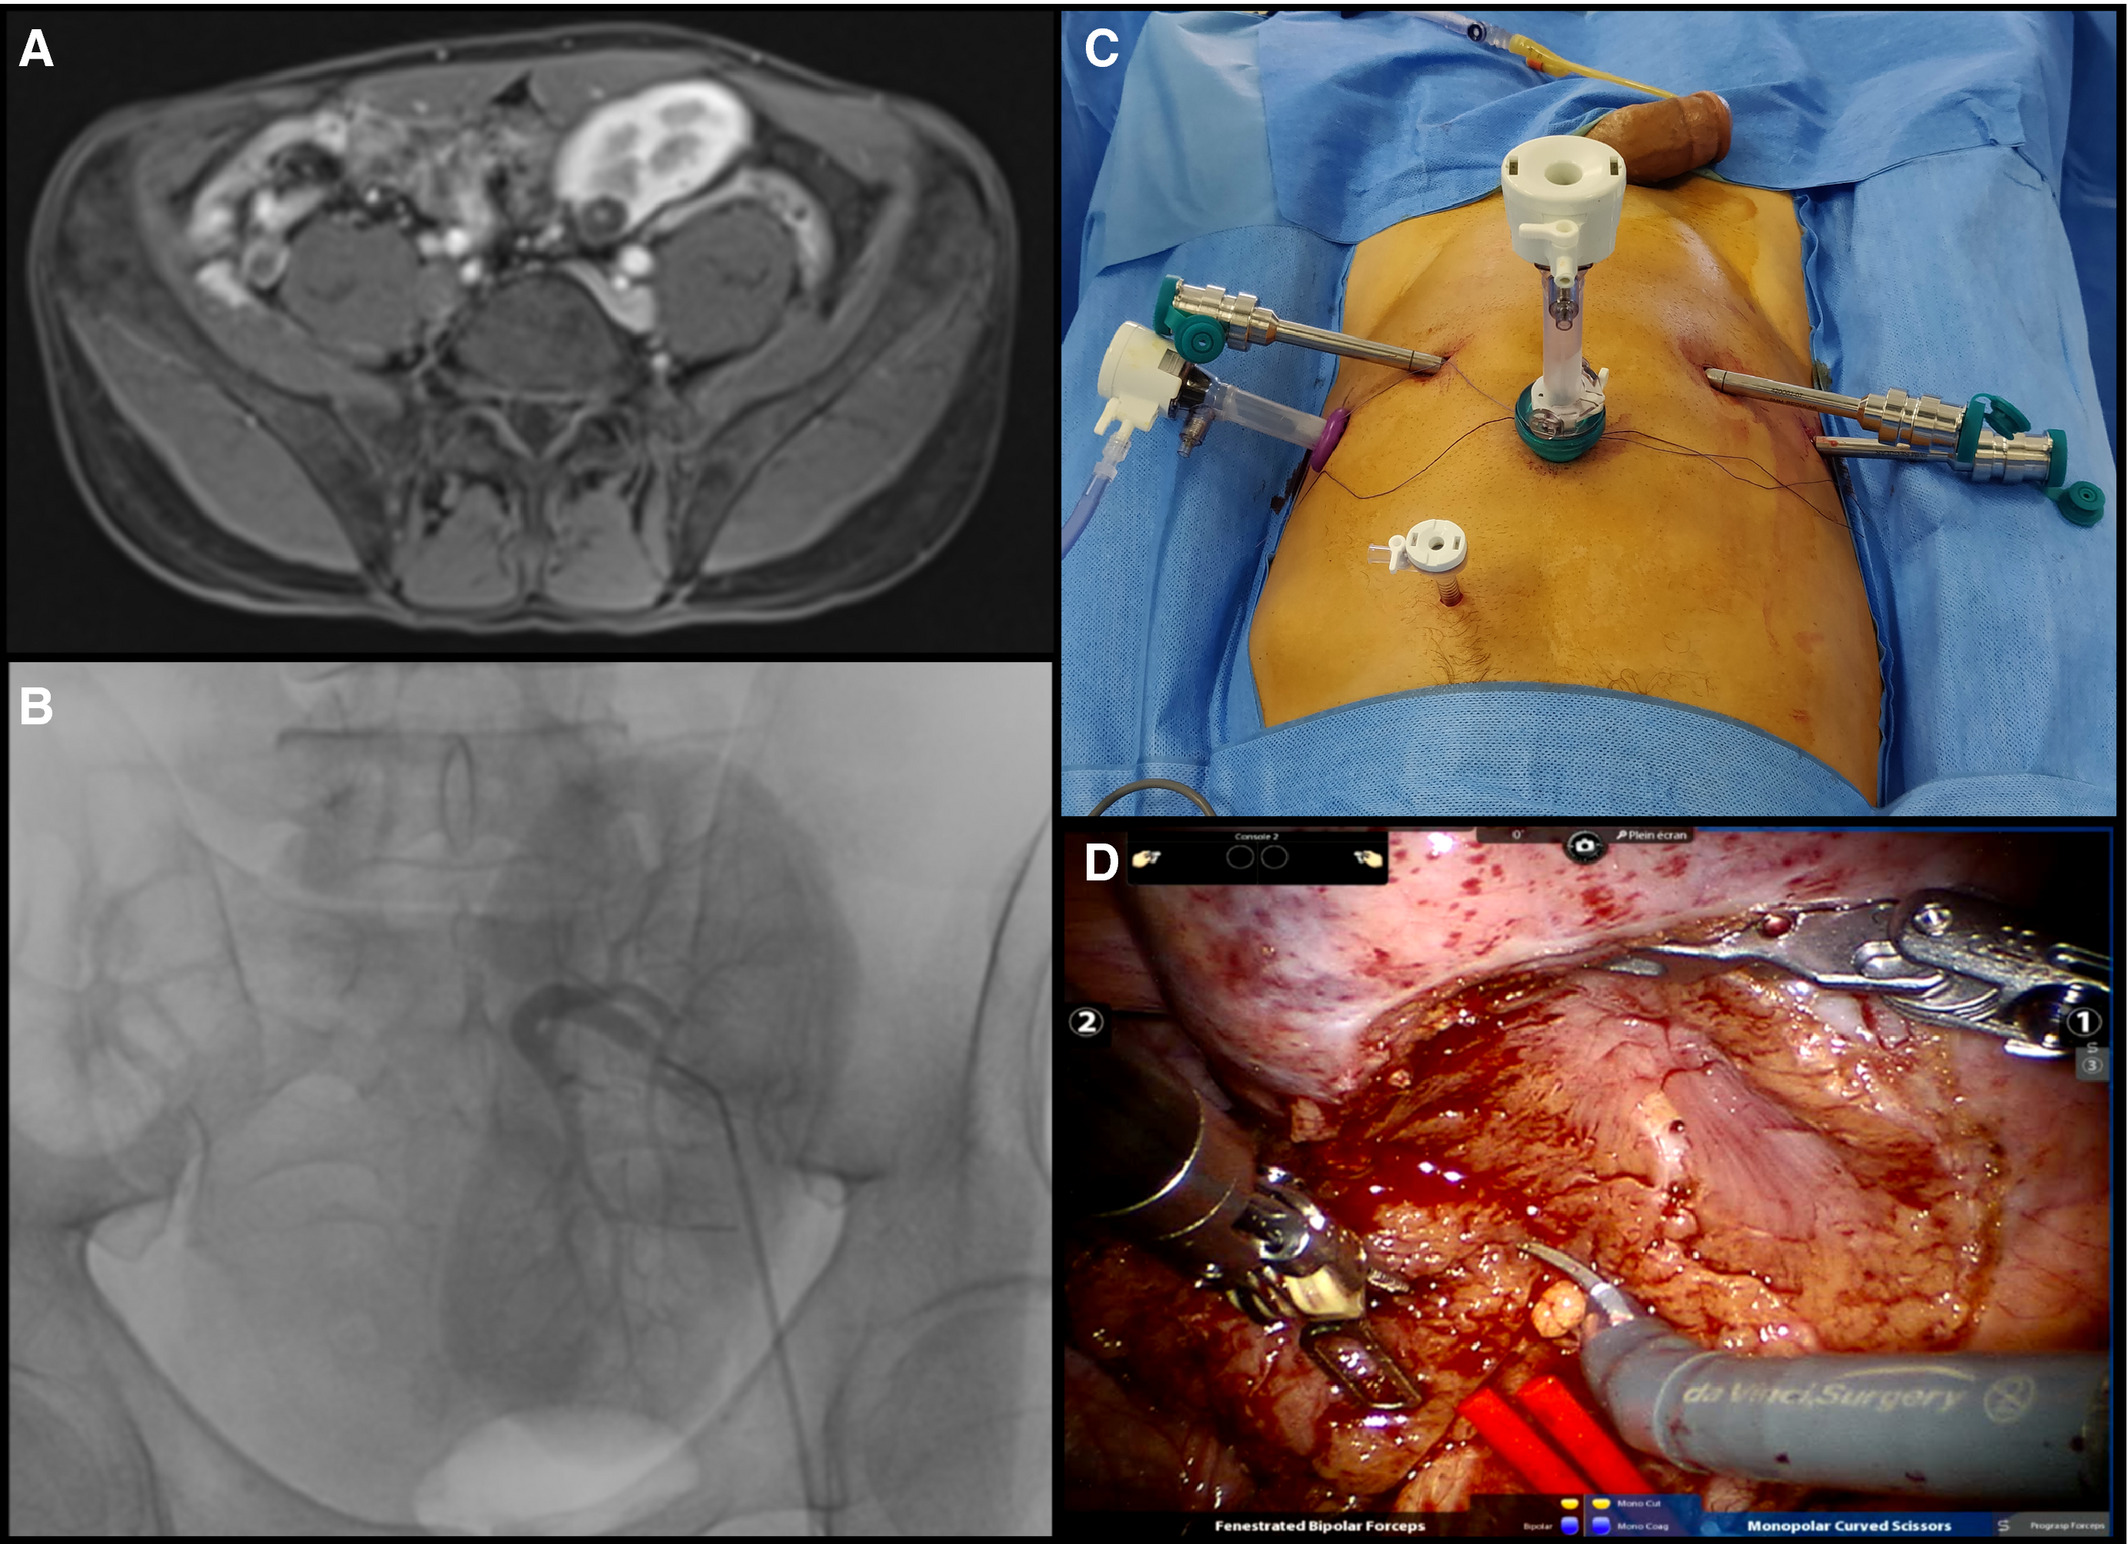 A
B
C
D
Console 2
0°
Plein écran
2
1
S
3
da Vinci.Surgery
Mono Cut
Fenestrated Bipolar Forceps
Bipolar
Mono Coag
Monopolar Curved Scissors
S
Prograsp Forceps